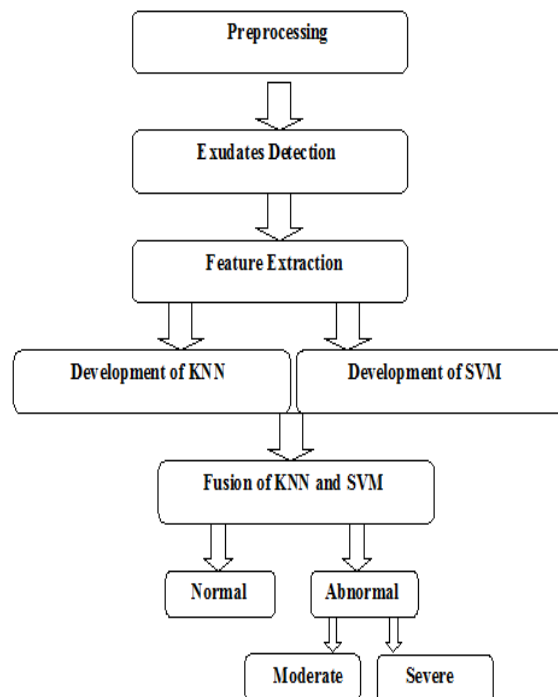 Preprocessing
Exudates Detection
Feature Extraction
Development of KNN
Development of SVM
Fusion of KNN and SVM
Normal
Abnormal
Moderate
Severe